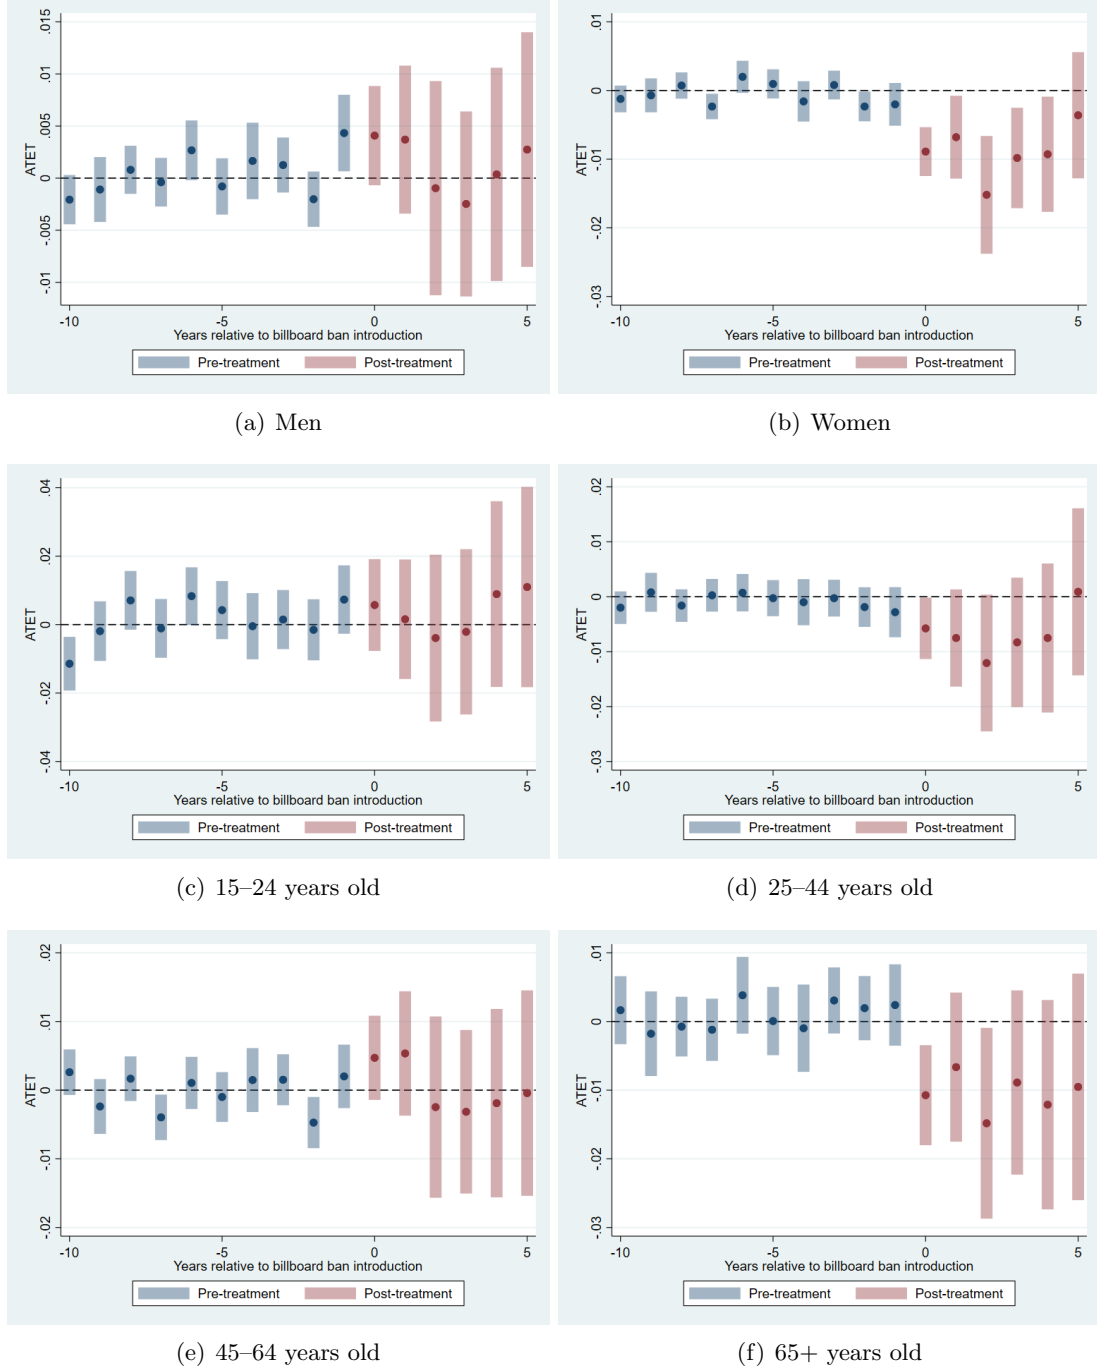 .015
.01
.005
0
-.005
-.01
ATET
-10 -5 0 5
Years relative to billboard ban introduction
Pre-treatment Post-treatment
(a) Men
.01
0
-.01
-.02
-.03
ATET
-10 -5 0 5
Years relative to billboard ban introduction
Pre-treatment Post-treatment
(b) Women
.04
.02
0
-.02
-.04
ATET
-10 -5 0 5
Years relative to billboard ban introduction
Pre-treatment Post-treatment
(c) 15–24 years old
.02
.01
0
-.01
-.02
-.03
ATET
-10 -5 0 5
Years relative to billboard ban introduction
Pre-treatment Post-treatment
(d) 25–44 years old
.02
.01
0
-.01
-.02
ATET
-10 -5 0 5
Years relative to billboard ban introduction
Pre-treatment Post-treatment
(e) 45–64 years old
.01
0
-.01
-.02
-.03
ATET
-10 -5 0 5
Years relative to billboard ban introduction
Pre-treatment Post-treatment
(f) 65+ years old